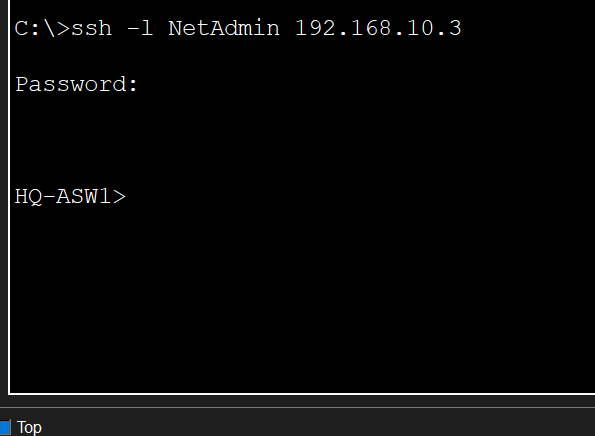 C:\>ssh -l NetAdmin 192.168.10.3
Password:
HQ-ASW1>
Top